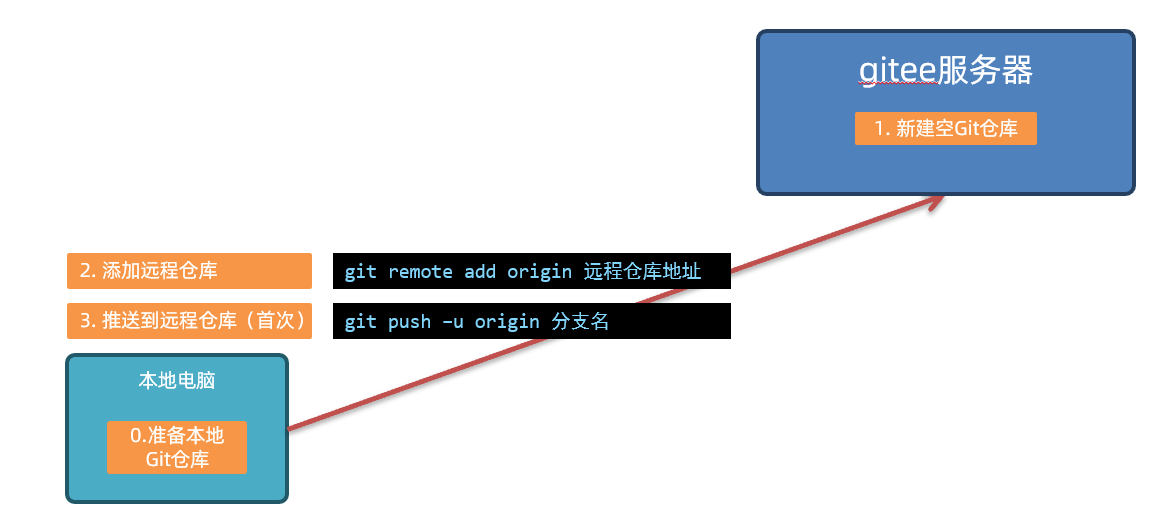 gitee服务器
1. 新建空Git仓库
2. 添加远程仓库
git remote add origin 远程仓库地址
3. 推送到远程仓库（首次）
git push –u origin 分支名
本地电脑
0.准备本地
Git仓库